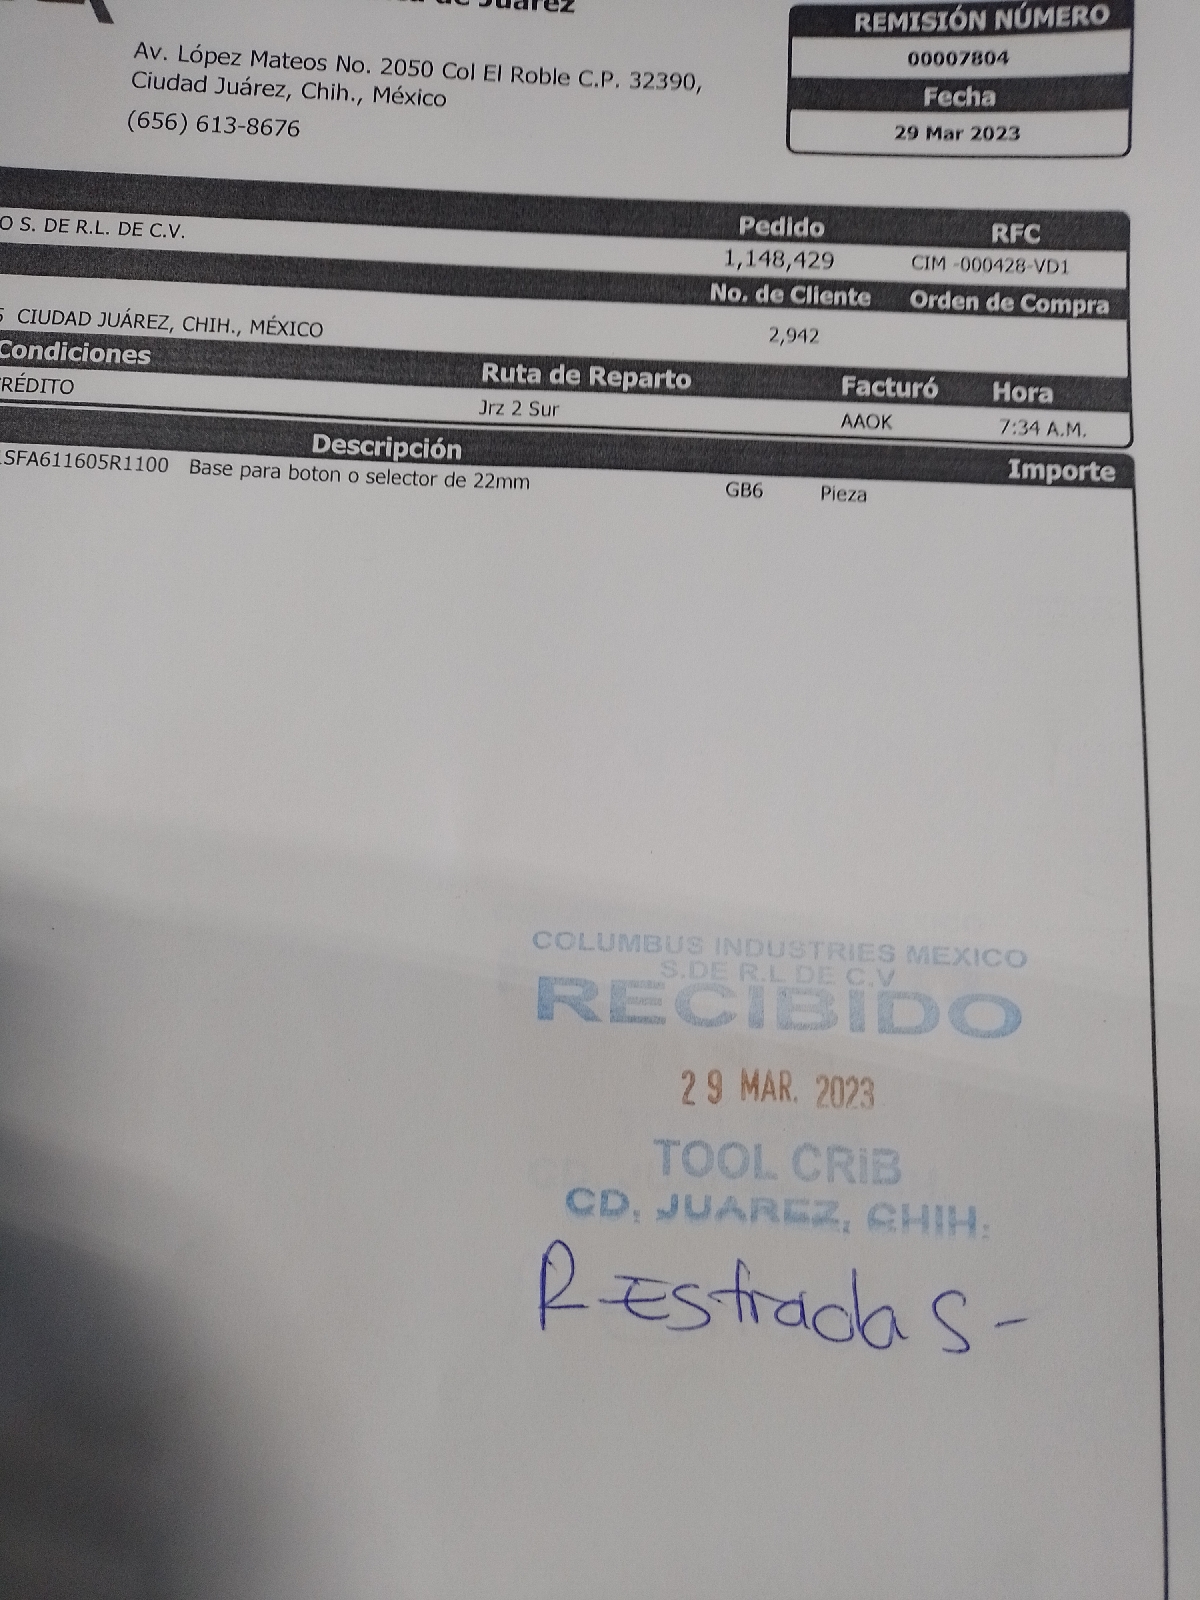 de Juárez
Av. López Mateos No. 2050 Col El Roble C.P. 32390,
Ciudad Juárez, Chih., México
(656) 613-8676
REMISIÓN NÚMERO
00007804
Fecha
29 Mar 2023
Pedido RFC
O S. DE R.L. DE C.V. 1,148,429 CIM -000428-VD1
No. de Cliente Orden de Compra
CIUDAD JUÁREZ, CHIH., MÉXICO 2,942
Condiciones Ruta de Reparto Facturó Hora
RÉDITO Jrz 2 Sur AAOK 7:34 A.M.
Descripción Importe
SFA611605R1100 Base para boton o selector de 22mm GB6 Pieza
COLUMBUS INDUSTRIES MEXICO
S.DE R.L DE C.V
RECIBIDO
29 MAR. 2023
TOOL CRiB
CD. JUAREZ, CHIH.
R Estrada S-